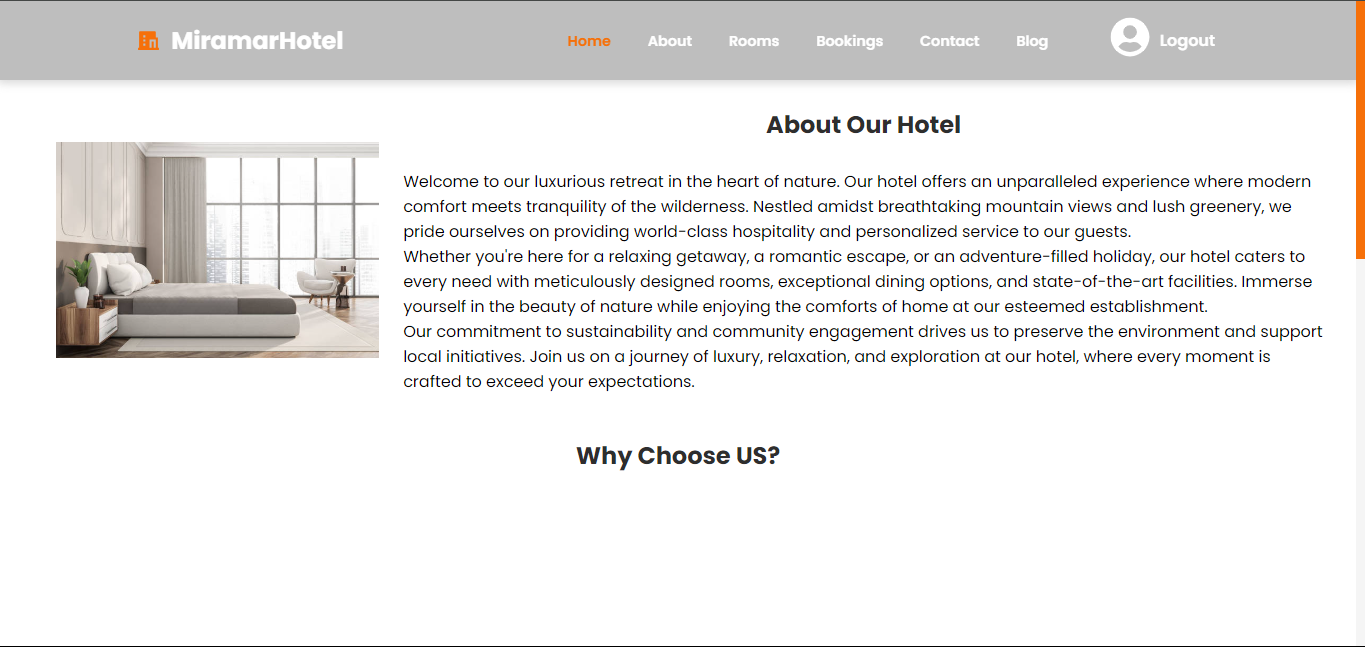 MiramarHotel
Home About Rooms Bookings Contact Blog Logout
About Our Hotel
Welcome to our luxurious retreat in the heart of nature. Our hotel offers an unparalleled experience where modern
comfort meets tranquility of the wilderness. Nestled amidst breathtaking mountain views and lush greenery, we
pride ourselves on providing world-class hospitality and personalized service to our guests.
Whether you're here for a relaxing getaway, a romantic escape, or an adventure-filled holiday, our hotel caters to
every need with meticulously designed rooms, exceptional dining options, and state-of-the-art facilities. Immerse
yourself in the beauty of nature while enjoying the comforts of home at our esteemed establishment.
Our commitment to sustainability and community engagement drives us to preserve the environment and support
local initiatives. Join us on a journey of luxury, relaxation, and exploration at our hotel, where every moment is
crafted to exceed your expectations.
Why Choose US?